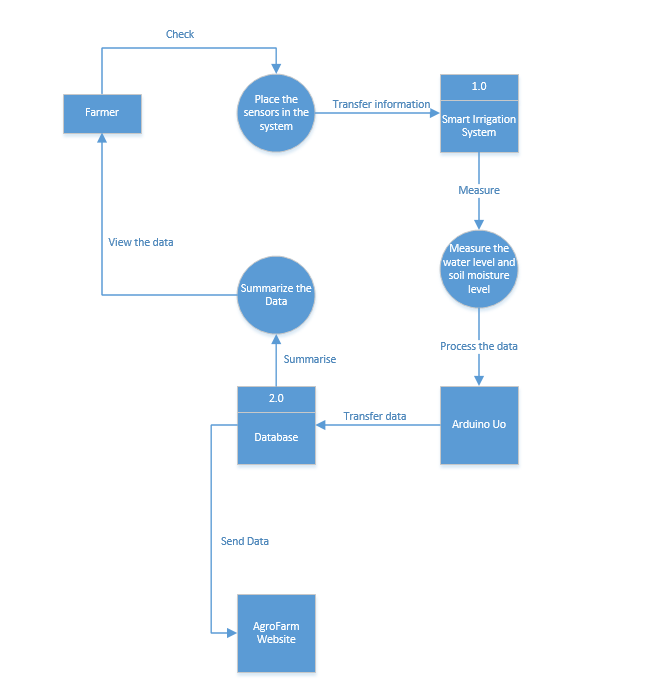 Check
Farmer
Place the
sensors in the
system
Transfer information
1.0
Smart Irrigation
System
Measure
Measure the
water level and
soil moisture
level
View the data
Summarize the
Data
Process the data
Summarise
2.0
Database
Transfer data
Arduino Uo
Send Data
AgroFarm
Website